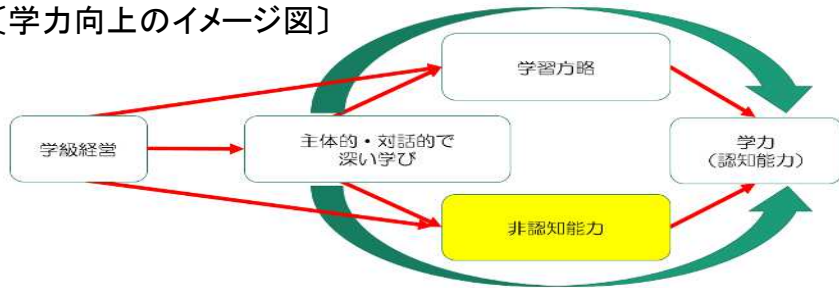 〔学力向上のイメージ図〕
学習方略
学級経営
主体的・対話的で
深い学び
学力
（認知能力）
非認知能力